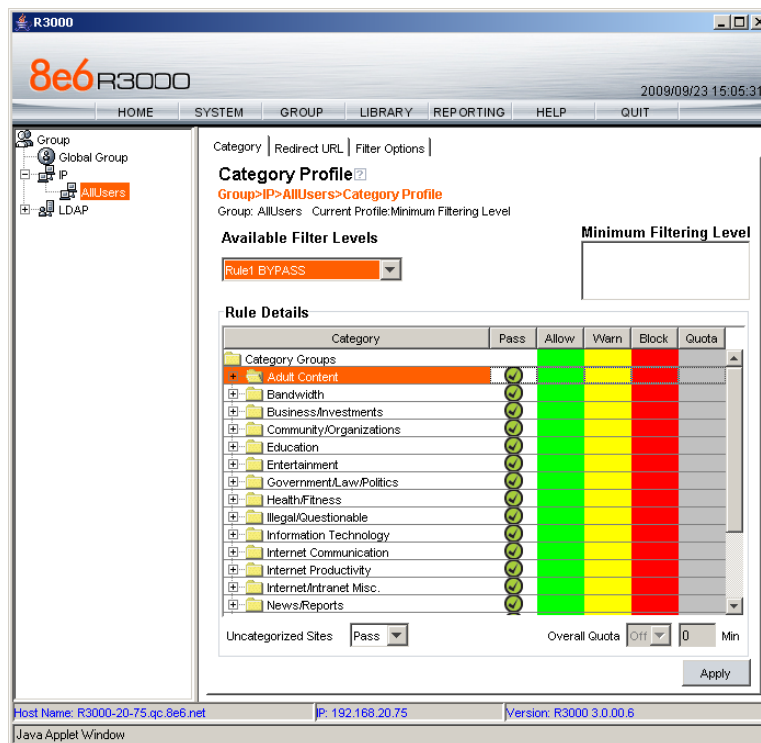 R3000
8e6 R3000
2009/09/23 15:05:31
HOME SYSTEM GROUP LIBRARY REPORTING HELP QUIT
Group
Global Group
IP
AllUsers
LDAP
Category Redirect URL Filter Options
Category Profile?
Group>IP>AllUsers>Category Profile
Group: AllUsers Current Profile:Minimum Filtering Level
Available Filter Levels
Minimum Filtering Level
Rule1 BYPASS
Rule Details
Category Pass Allow Warn Block Quota
Category Groups
Adult Content
Bandwidth
Business/Investments
Community/Organizations
Education
Entertainment
Government/Law/Politics
Health/Fitness
Illegal/Questionable
Information Technology
Internet Communication
Internet Productivity
Internet/Intranet Misc.
News/Reports
Uncategorized Sites Pass Overall Quota Off 0 Min
Apply
Host Name: R3000-20-75.qc.8e6.net IP: 192.168.20.75 Version: R3000 3.0.00.6
Java Applet Window